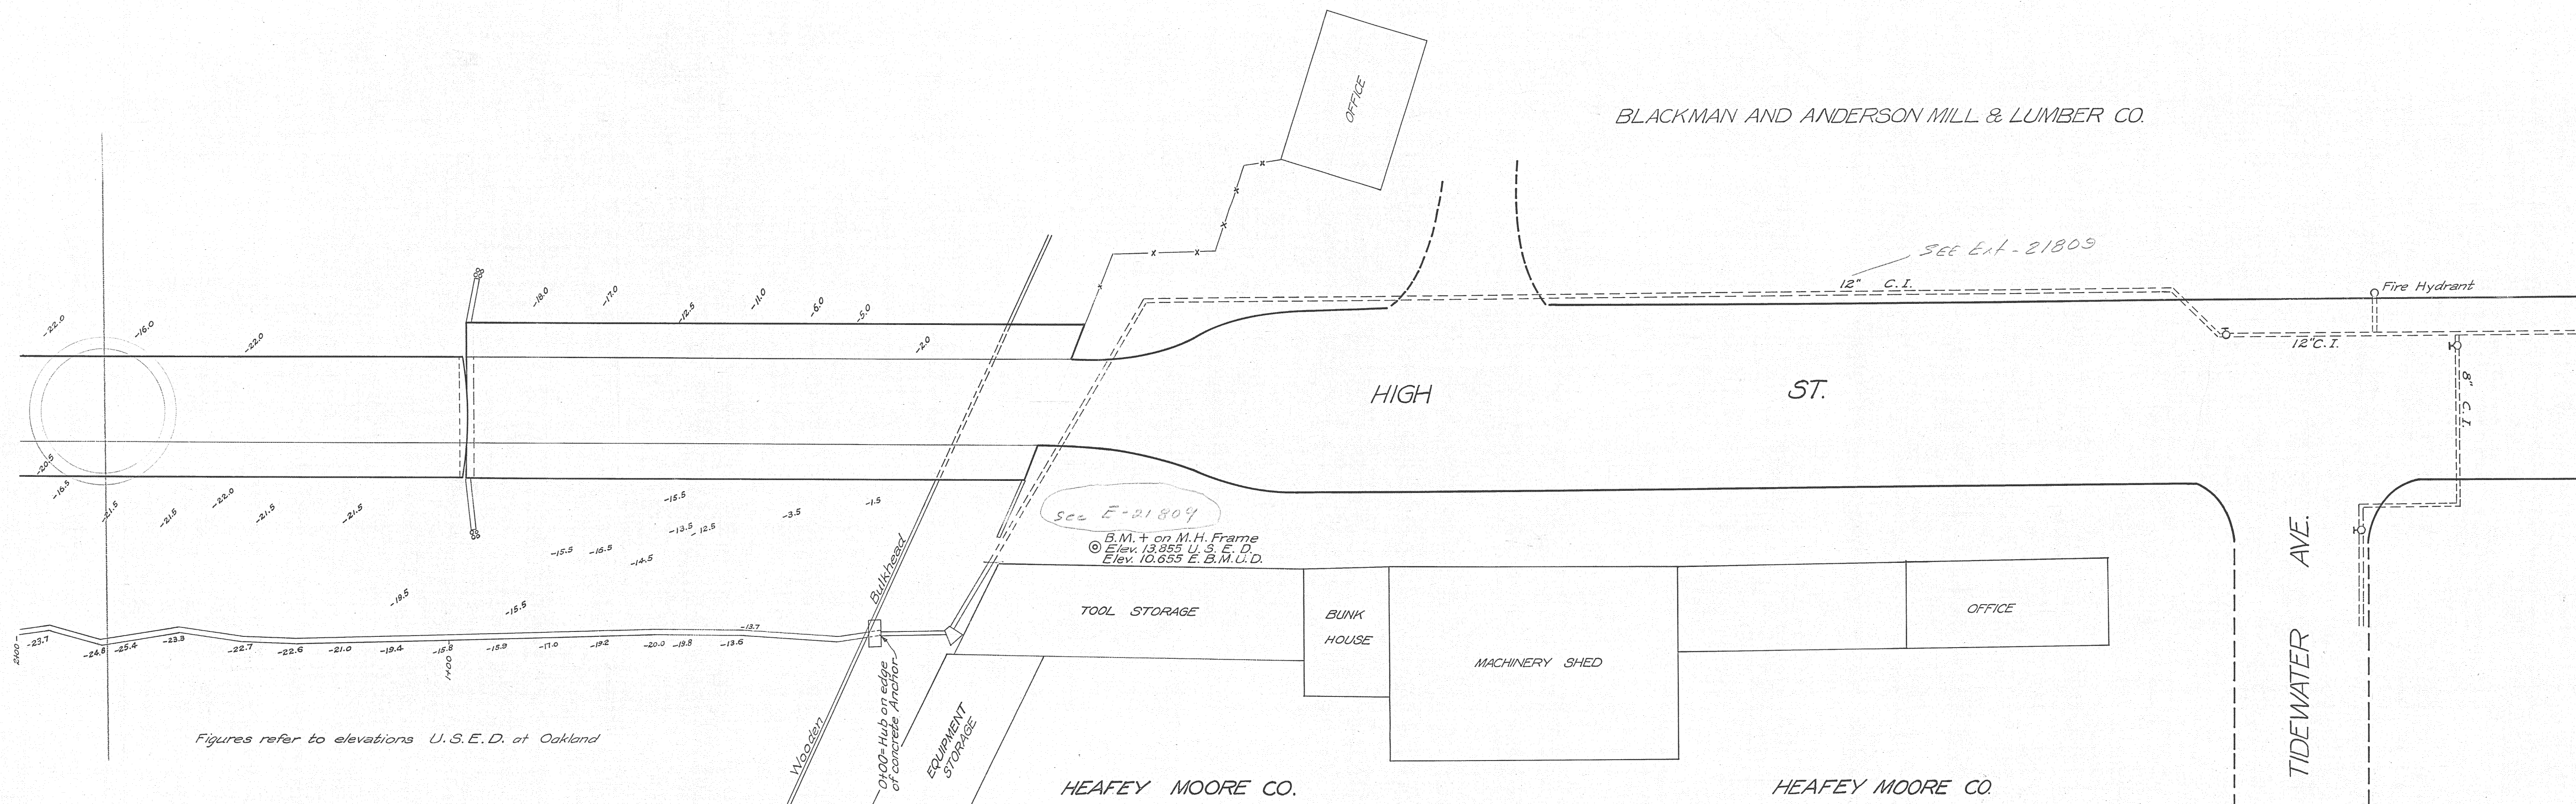 OFFICE
BLACKMAN AND ANDERSON MILL & LUMBER CO.
SEE Ext - 21809
12" C.I.
Fire Hydrant
12" C.I.
8" C.I.
HIGH ST.
-22.0
-16.0
-22.0
-18.0
-17.0
-12.5
-11.0
-6.0
-5.0
-2.0
-20.5
-16.5
-21.5
-21.5
-22.0
-21.5
-21.5
-15.5
-13.5
-12.5
-3.5
-1.5
-15.5
-16.5
-14.5
-19.5
-15.5
See E-21809
B.M. + on M.H. Frame
Elev. 13.855 U.S.E.D.
Elev. 10.655 E.B.M.U.D.
Wooden Bulkhead
TOOL STORAGE
BUNK
HOUSE
MACHINERY SHED
OFFICE
TIDEWATER AVE.
2+00
-23.7
-24.8
-25.4
-23.3
-22.7
-22.6
-21.0
-19.4
-15.8
1+00
-15.9
-17.0
-19.2
-20.0
-19.8
-13.6
-13.7
0+00=Hub on edge
of concrete Anchor
EQUIPMENT
STORAGE
Figures refer to elevations U.S.E.D. at Oakland
HEAFEY MOORE CO.
HEAFEY MOORE CO.